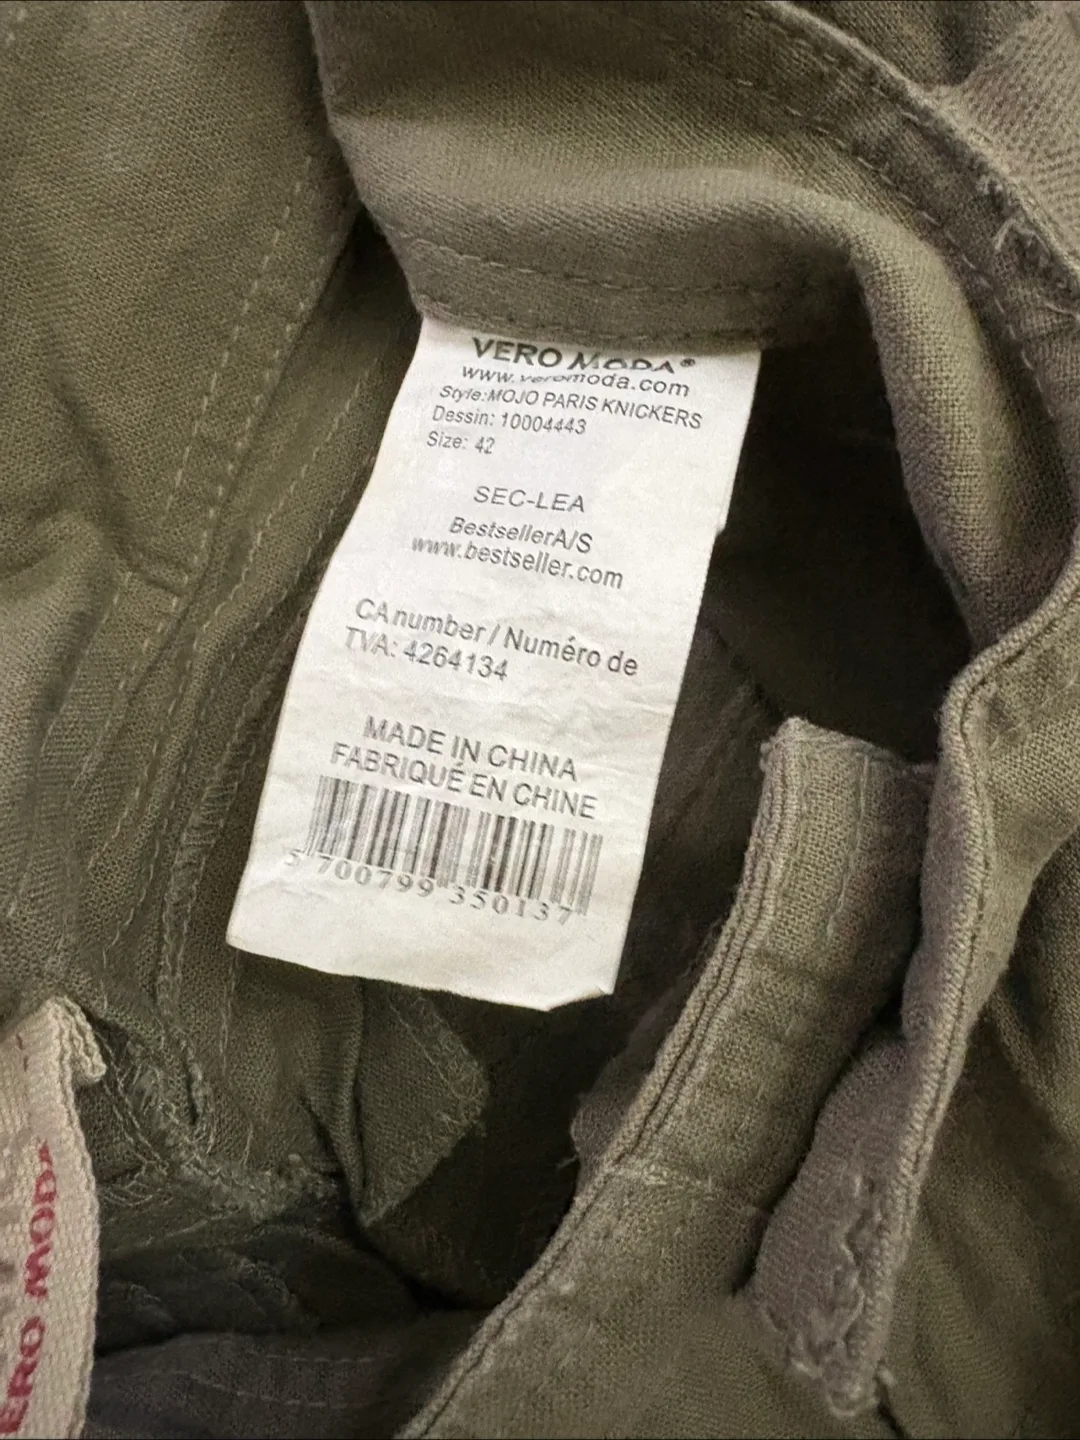 VERO MODA®
www.veromoda.com
Style:MOJO PARIS KNICKERS
Dessin: 10004443
Size: 42
SEC-LEA
BestsellerA/S
www.bestseller.com
CA number / Numéro de
TVA: 4264134
MADE IN CHINA
FABRIQUÉ EN CHINE
5 700799 350137
ERO MODA